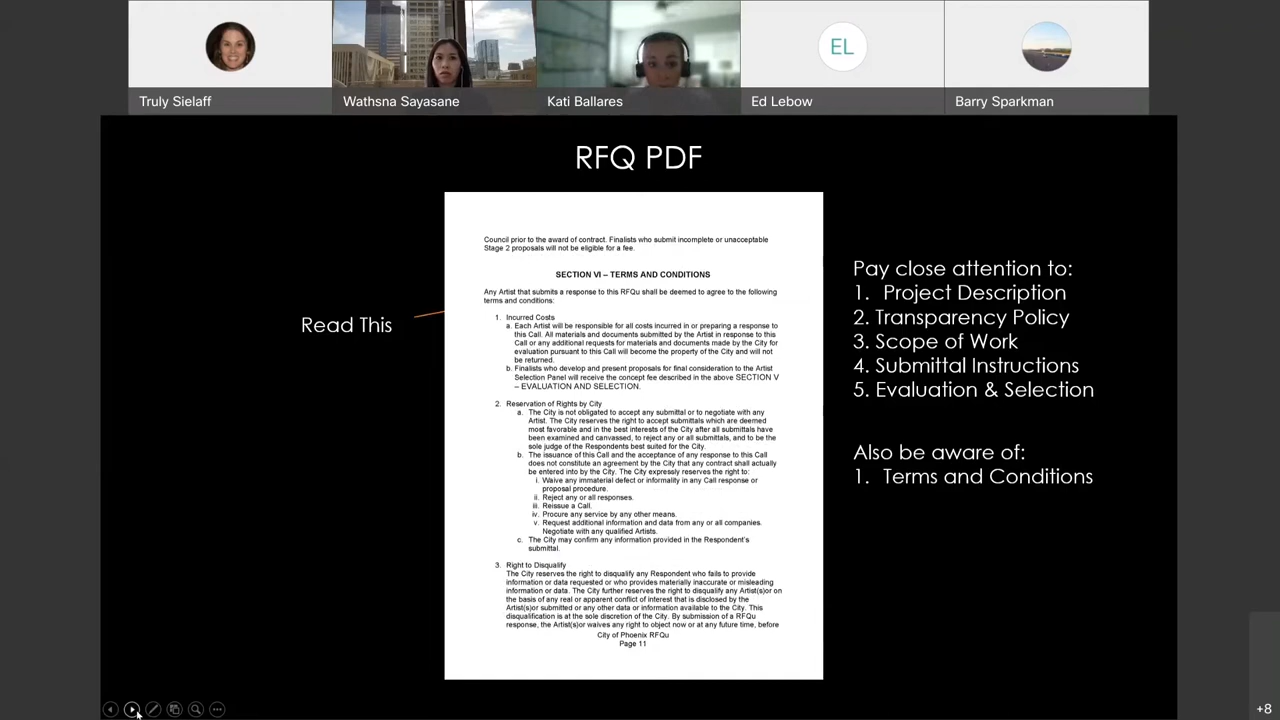 Truly Sielaff
Wathsna Sayasane
Kati Ballares
EL
Ed Lebow
Barry Sparkman
RFQ PDF
Read This
Council prior to the award of contract. Finalists who submit incomplete or unacceptable
Stage 2 proposals will not be eligible for a fee.
SECTION VI – TERMS AND CONDITIONS
Any Artist that submits a response to this RFQu shall be deemed to agree to the following
terms and conditions:
1. Incurred Costs
a. Each Artist will be responsible for all costs incurred in or preparing a response to
this Call. All materials and documents submitted by the Artist in response to this
Call or any additional requests for materials and documents made by the City for
evaluation pursuant to this Call will become the property of the City and will not
be returned.
b. Finalists who develop and present proposals for final consideration to the Artist
Selection Panel will receive the concept fee described in the above SECTION V
– EVALUATION AND SELECTION.
2. Reservation of Rights by City
a. The City is not obligated to accept any submittal or to negotiate with any
Artist. The City reserves the right to accept submittals which are deemed
most favorable and in the best interests of the City after all submittals have
been examined and canvassed, to reject any or all submittals, and to be the
sole judge of the Respondents best suited for the City.
b. The issuance of this Call and the acceptance of any response to this Call
does not constitute an agreement by the City that any contract shall actually
be entered into by the City. The City expressly reserves the right to:
i. Waive any immaterial defect or informality in any Call response or
proposal procedure.
ii. Reject any or all responses.
iii. Reissue a Call.
iv. Procure any service by any other means.
v. Request additional information and data from any or all companies.
Negotiate with any qualified Artists.
c. The City may confirm any information provided in the Respondent's
submittal.
3. Right to Disqualify
The City reserves the right to disqualify any Respondent who fails to provide
information or data requested or who provides materially inaccurate or misleading
information or data. The City further reserves the right to disqualify any Artist(s)or on
the basis of any real or apparent conflict of interest that is disclosed by the
Artist(s)or submitted or any other data or information available to the City. This
disqualification is at the sole discretion of the City. By submission of a RFQu
response, the Artist(s)or waives any right to object now or at any future time, before
City of Phoenix RFQu
Page 11
Pay close attention to:
1. Project Description
2. Transparency Policy
3. Scope of Work
4. Submittal Instructions
5. Evaluation & Selection
Also be aware of:
1. Terms and Conditions
+8